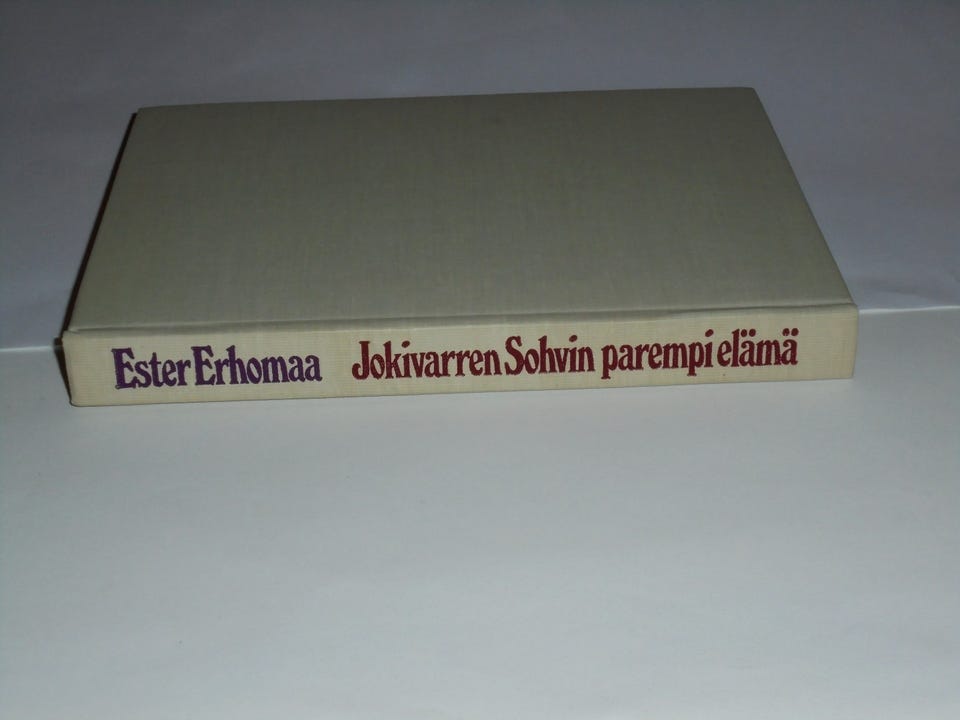 Ester Erhomaa Jokivarren Sohvin parempi elämä